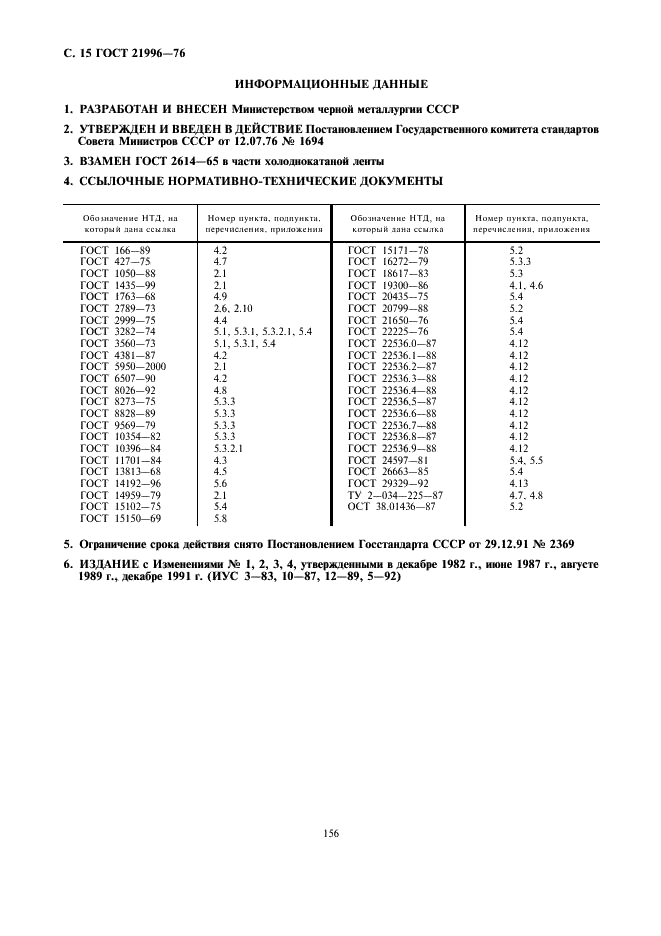 С. 15 ГОСТ 21996—76
ИНФОРМАЦИОННЫЕ ДАННЫЕ
1. РАЗРАБОТАН И ВНЕСЕН Министерством черной металлургии СССР
2. УТВЕРЖДЕН И ВВЕДЕН В ДЕЙСТВИЕ Постановлением Государственного комитета стандартов
Совета Министров СССР от 12.07.76 № 1694
3. ВЗАМЕН ГОСТ 2614—65 в части холоднокатаной ленты
4. ССЫЛОЧНЫЕ НОРМАТИВНО-ТЕХНИЧЕСКИЕ ДОКУМЕНТЫ
Обозначение НТД, на который дана ссылка | Номер пункта, подпункта, перечисления, приложения | Обозначение НТД, на который дана ссылка | Номер пункта, подпункта, перечисления, приложения
ГОСТ 166—89 | 4.2 | ГОСТ 15171—78 | 5.2
ГОСТ 427—75 | 4.7 | ГОСТ 16272—79 | 5.3.3
ГОСТ 1050—88 | 2.1 | ГОСТ 18617—83 | 5.3
ГОСТ 1435—99 | 2.1 | ГОСТ 19300—86 | 4.1, 4.6
ГОСТ 1763—68 | 4.9 | ГОСТ 20435—75 | 5.4
ГОСТ 2789—73 | 2.6, 2.10 | ГОСТ 20799—88 | 5.2
ГОСТ 2999—75 | 4.4 | ГОСТ 21650—76 | 5.4
ГОСТ 3282—74 | 5.1, 5.3.1, 5.3.2.1, 5.4 | ГОСТ 22225—76 | 5.4
ГОСТ 3560—73 | 5.1, 5.3.1, 5.4 | ГОСТ 22536.0—87 | 4.12
ГОСТ 4381—87 | 4.2 | ГОСТ 22536.1—88 | 4.12
ГОСТ 5950—2000 | 2.1 | ГОСТ 22536.2—87 | 4.12
ГОСТ 6507—90 | 4.2 | ГОСТ 22536.3—88 | 4.12
ГОСТ 8026—92 | 4.8 | ГОСТ 22536.4—88 | 4.12
ГОСТ 8273—75 | 5.3.3 | ГОСТ 22536.5—87 | 4.12
ГОСТ 8828—89 | 5.3.3 | ГОСТ 22536.6—88 | 4.12
ГОСТ 9569—79 | 5.3.3 | ГОСТ 22536.7—88 | 4.12
ГОСТ 10354—82 | 5.3.3 | ГОСТ 22536.8—87 | 4.12
ГОСТ 10396—84 | 5.3.2.1 | ГОСТ 22536.9—88 | 4.12
ГОСТ 11701—84 | 4.3 | ГОСТ 24597—81 | 5.4, 5.5
ГОСТ 13813—68 | 4.5 | ГОСТ 26663—85 | 5.4
ГОСТ 14192—96 | 5.6 | ГОСТ 29329—92 | 4.13
ГОСТ 14959—79 | 2.1 | ТУ 2—034—225—87 | 4.7, 4.8
ГОСТ 15102—75 | 5.4 | ОСТ 38.01436—87 | 5.2
ГОСТ 15150—69 | 5.8
5. Ограничение срока действия снято Постановлением Госстандарта СССР от 29.12.91 № 2369
6. ИЗДАНИЕ с Изменениями № 1, 2, 3, 4, утвержденными в декабре 1982 г., июне 1987 г., августе
1989 г., декабре 1991 г. (ИУС 3—83, 10—87, 12—89, 5—92)
156